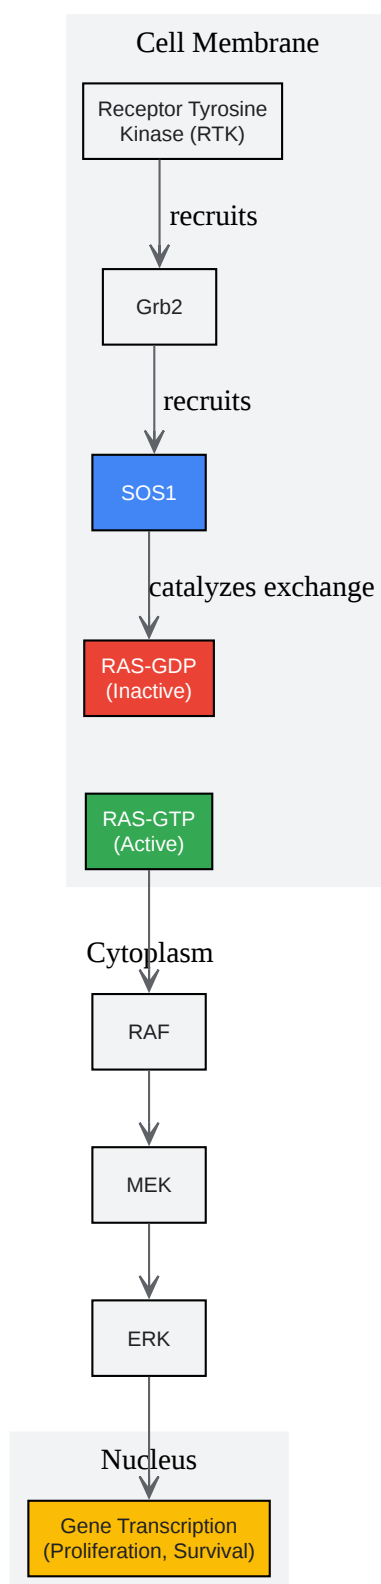 Cell Membrane
Receptor Tyrosine
Kinase (RTK)
recruits
Grb2
recruits
SOS1
catalyzes exchange
RAS-GDP
(Inactive)
RAS-GTP
(Active)
Cytoplasm
RAF
MEK
ERK
Nucleus
Gene Transcription
(Proliferation, Survival)